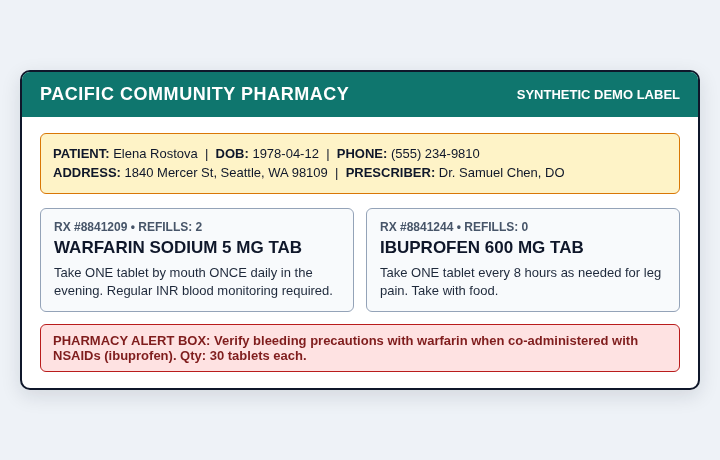 PACIFIC COMMUNITY PHARMACY
SYNTHETIC DEMO LABEL
PATIENT: Elena Rostova | DOB: 1978-04-12 | PHONE: (555) 234-9810
ADDRESS: 1840 Mercer St, Seattle, WA 98109 | PRESCRIBER: Dr. Samuel Chen, DO
RX #8841209 • REFILLS: 2
WARFARIN SODIUM 5 MG TAB
Take ONE tablet by mouth ONCE daily in the
evening. Regular INR blood monitoring required.
RX #8841244 • REFILLS: 0
IBUPROFEN 600 MG TAB
Take ONE tablet every 8 hours as needed for leg
pain. Take with food.
PHARMACY ALERT BOX: Verify bleeding precautions with warfarin when co-administered with
NSAIDs (ibuprofen). Qty: 30 tablets each.